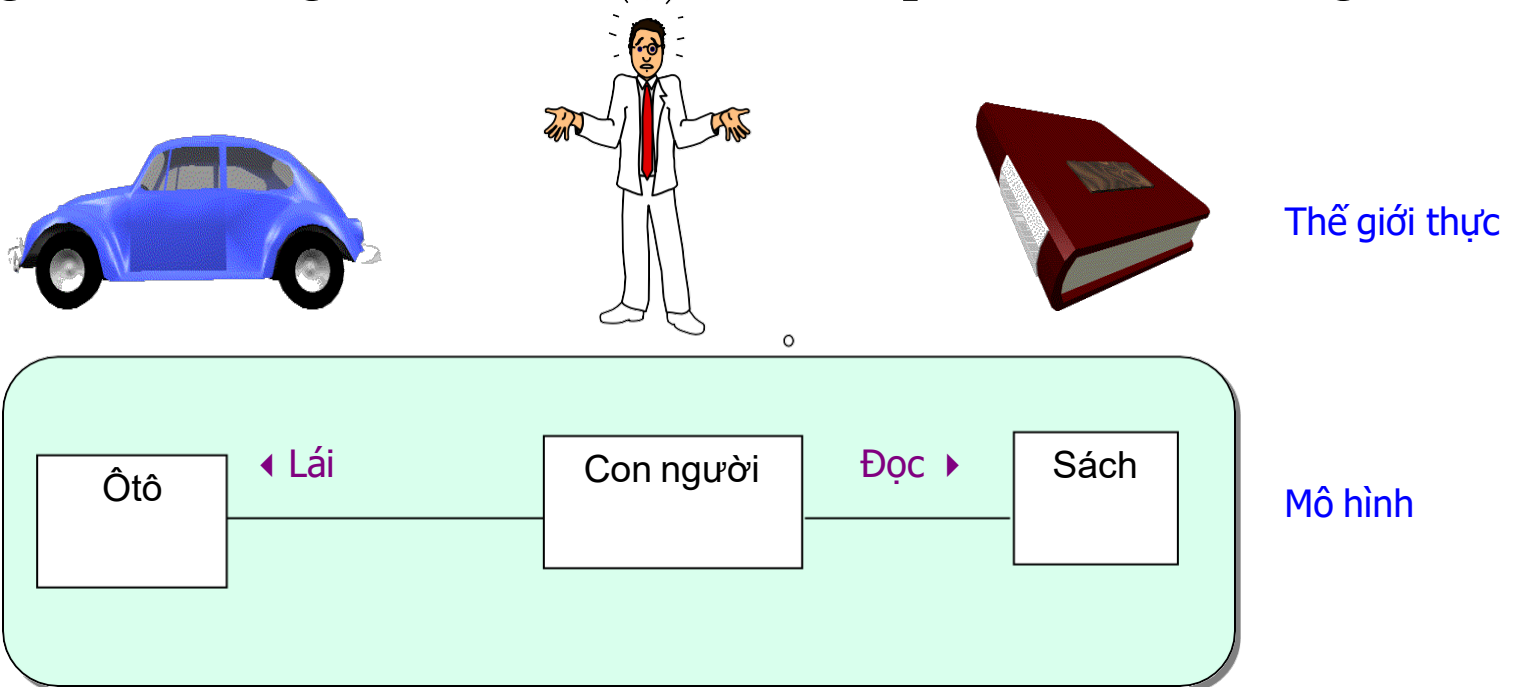 Thế giới thực
Ôtô
Lái
Con người
Đọc
Sách
Mô hình